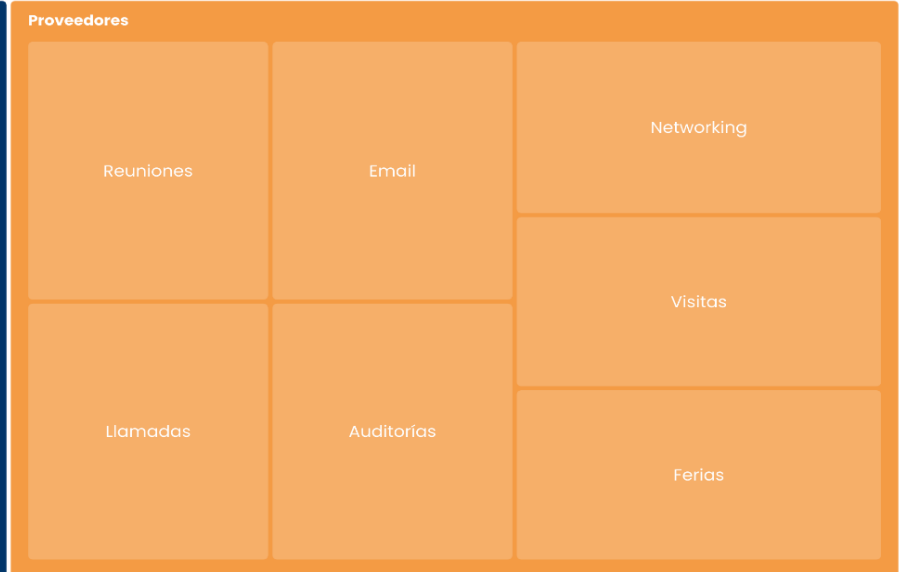 Proveedores
Reuniones
Email
Networking
Visitas
Llamadas
Auditorías
Ferias